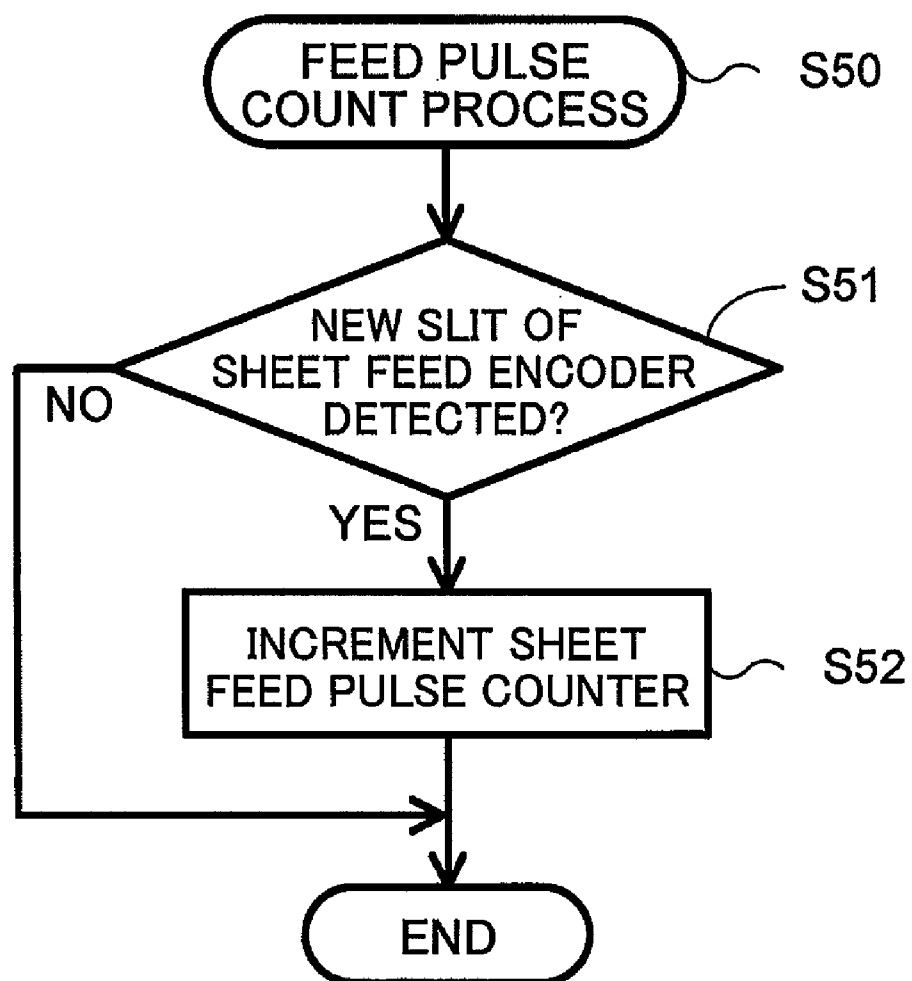 FEED PULSE
COUNT PROCESS
S50
NEW SLIT OF
SHEET FEED ENCODER
DETECTED?
S51
NO
YES
INCREMENT SHEET
FEED PULSE COUNTER
S52
END